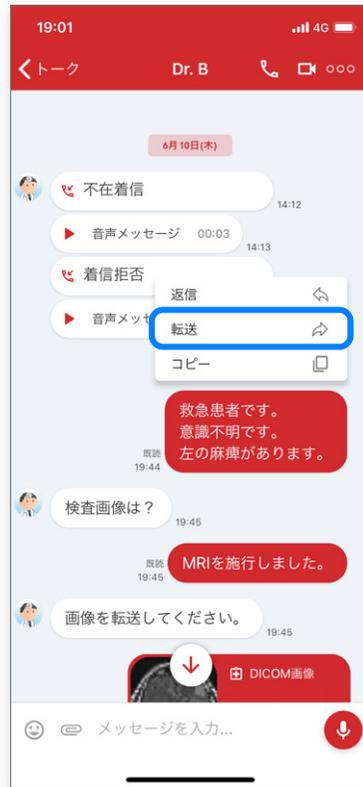 19:01
4G
トーク
Dr. B
6月10日(木)
不在着信
14:12
音声メッセージ 00:03
14:13
着信拒否
音声メッセ
返信
転送
コピー
救急患者です。
意識不明です。
左の麻痺があります。
既読
19:44
検査画像は?
19:45
MRIを施行しました。
既読
19:45
画像を転送してください。
19:45
DICOM画像
メッセージを入力...